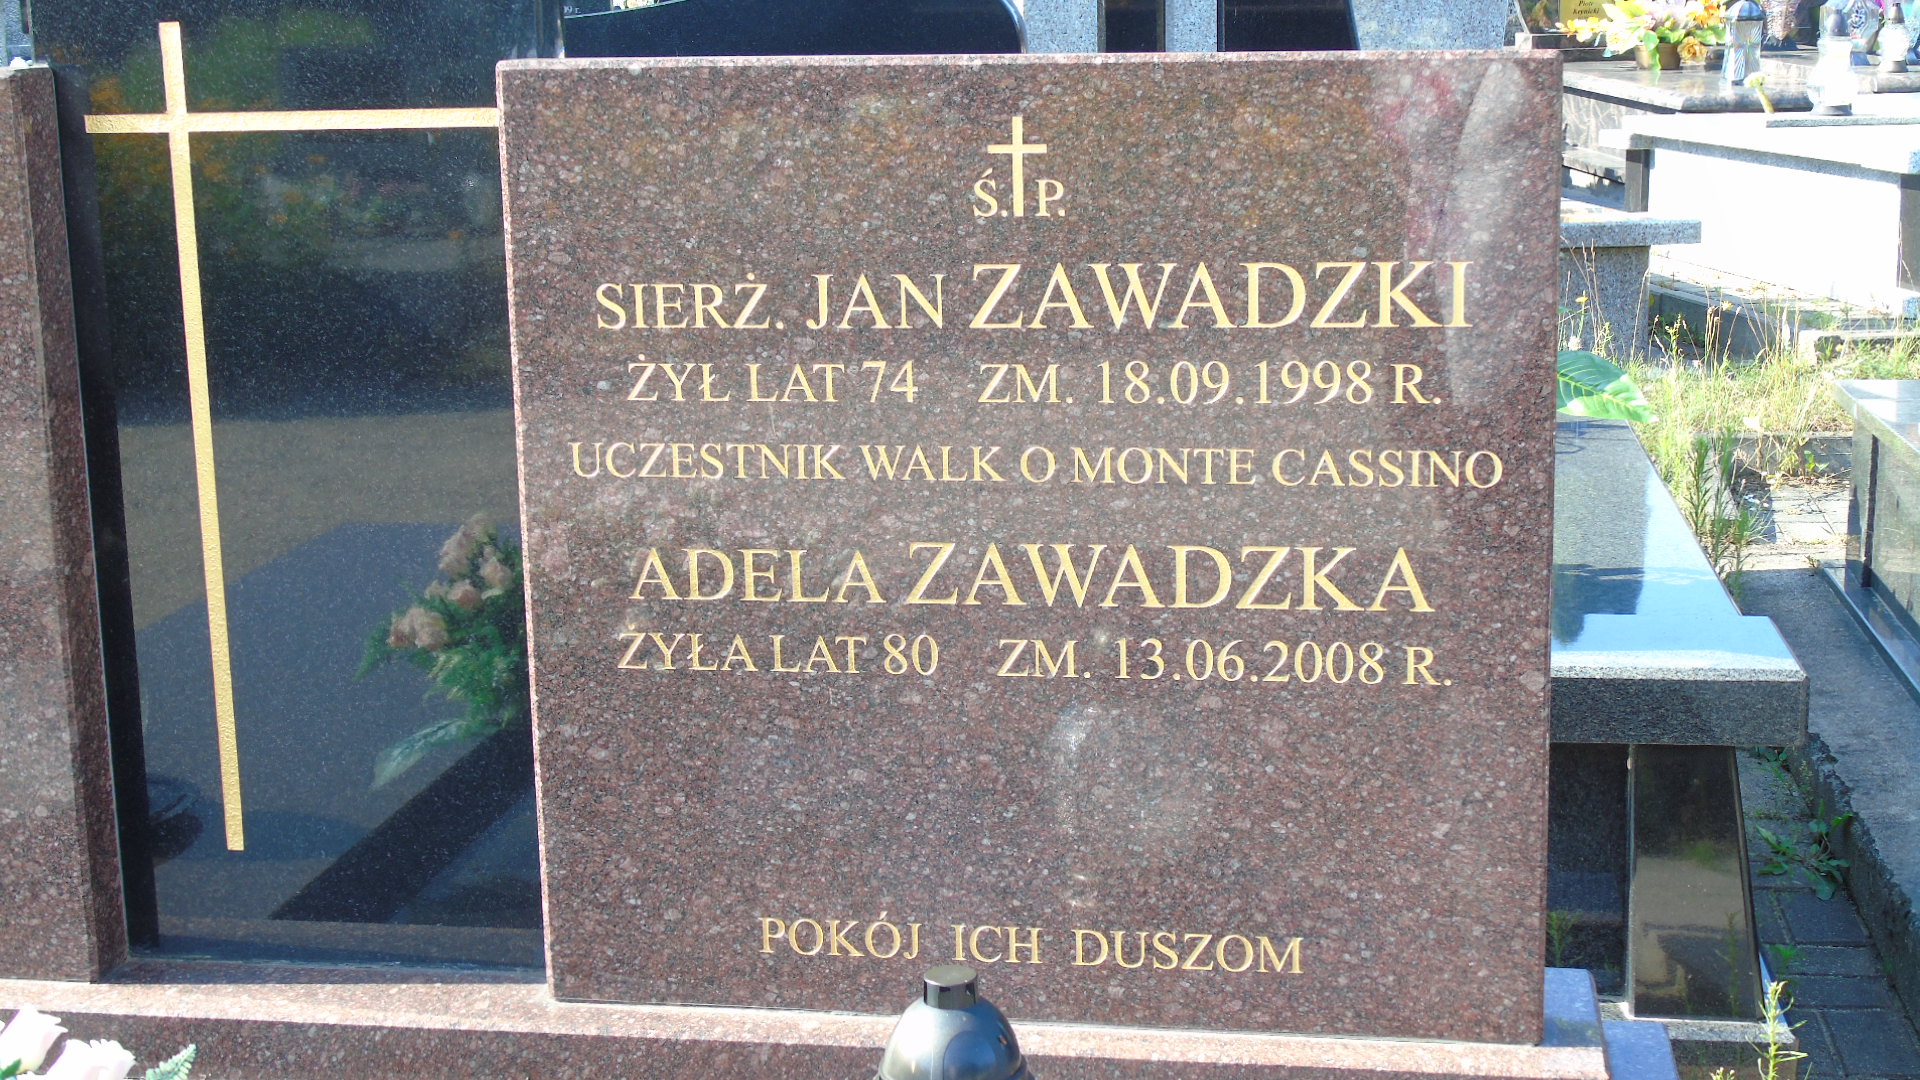 Ś. P.
SIERŻ. JAN ZAWADZKI
ŻYŁ LAT 74 ZM. 18.09.1998 R.
UCZESTNIK WALK O MONTE CASSINO
ADELA ZAWADZKA
ŻYŁA LAT 80 ZM. 13.06.2008 R.
POKÓJ ICH DUSZOM
Piotr